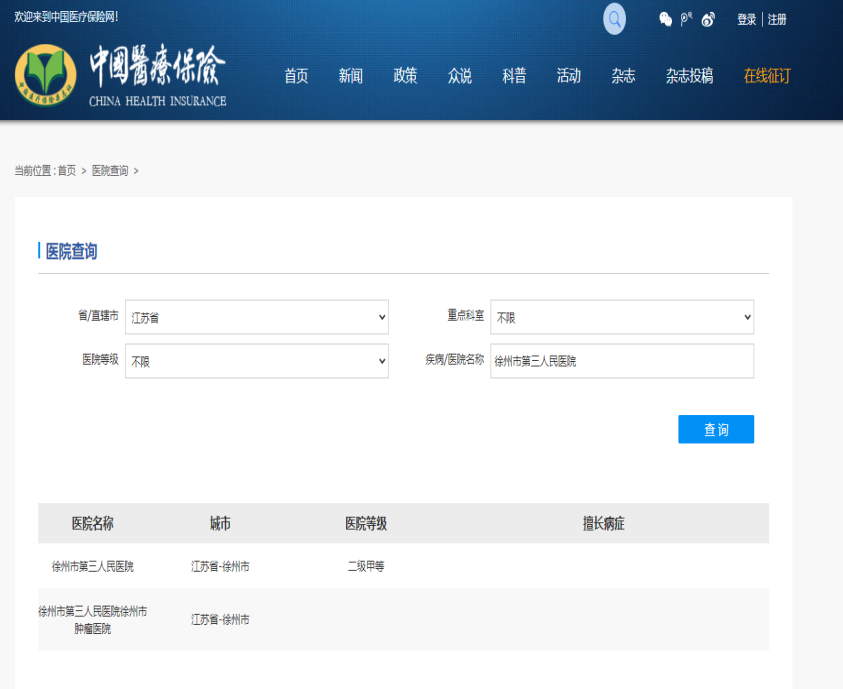 欢迎来到中国医疗保险网!
登录 | 注册
中國醫療保險
CHINA HEALTH INSURANCE
首页 新闻 政策 众说 科普 活动 杂志 杂志投稿 在线征订
当前位置 : 首页 > 医院查询 >
医院查询
省/直辖市 江苏省 重点科室 不限
医院等级 不限 疾病/医院名称 徐州市第三人民医院
查 询
医院名称 城市 医院等级 擅长病症
徐州市第三人民医院 江苏省-徐州市 二级甲等
徐州市第三人民医院徐州市
肿瘤医院 江苏省-徐州市